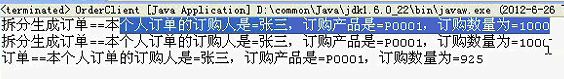 <terminated> OrderClient [Java Application] D:\common\Java\jdk1.6.0_22\bin\javaw.exe (2012-6-26
拆分生成订单==本个人订单的订购人是=张三，订购产品是=P0001，订购数量为=1000
拆分生成订单==本个人订单的订购人是=张三，订购产品是=P0001，订购数量为=1000
订单==本个人订单的订购人是=张三，订购产品是=P0001，订购数量为=925